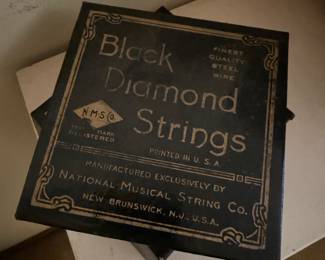 Black
Diamond
Strings
FINEST
QUALITY
STEEL
WIRE
N.M.S.Co.
TRADE MARK
REGISTERED
PRINTED IN U.S.A.
MANUFACTURED EXCLUSIVELY BY
NATIONAL MUSICAL STRING CO.
NEW BRUNSWICK, N.J., U.S.A.